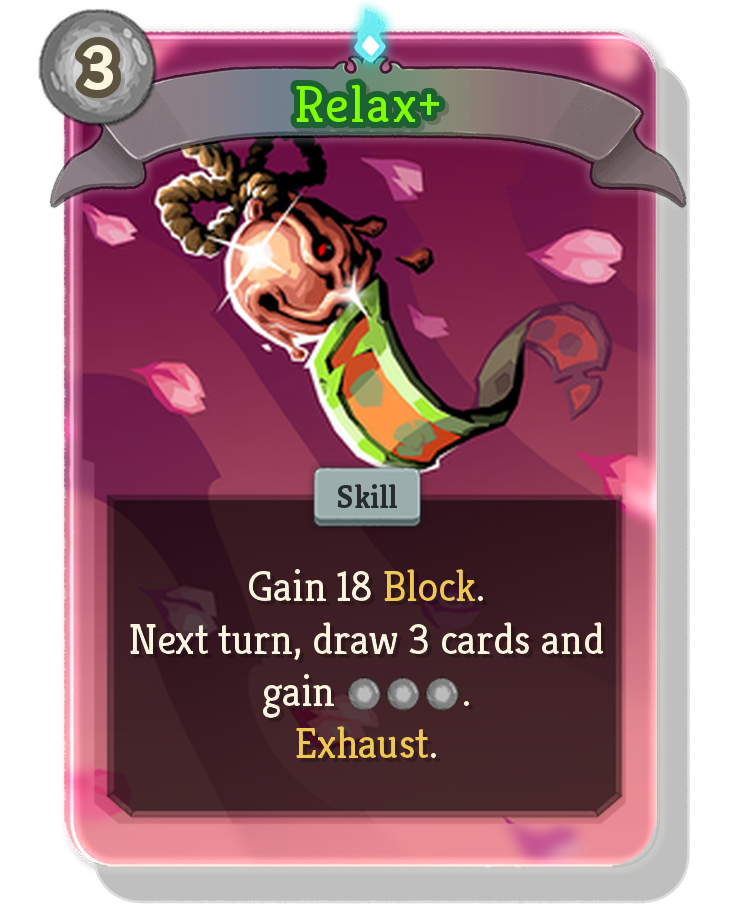 3
Relax+
Skill
Gain 18 Block.
Next turn, draw 3 cards and
gain .
Exhaust.